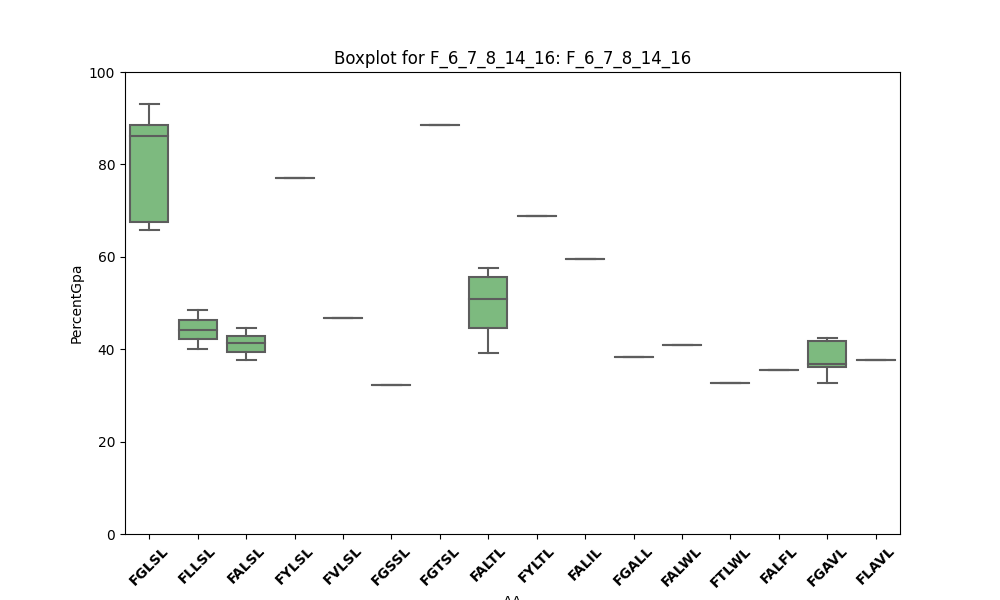 Boxplot for F_6_7_8_14_16: F_6_7_8_14_16
100
80
60
40
20
0
PercentGpa
FGLSL FLLSL FALSL FYLSL FVLSL FGSSL FGTSL FALTL FYLTL FALIL FGALL FALWL FTLWL FALFL FGAVL FLAVL
AA